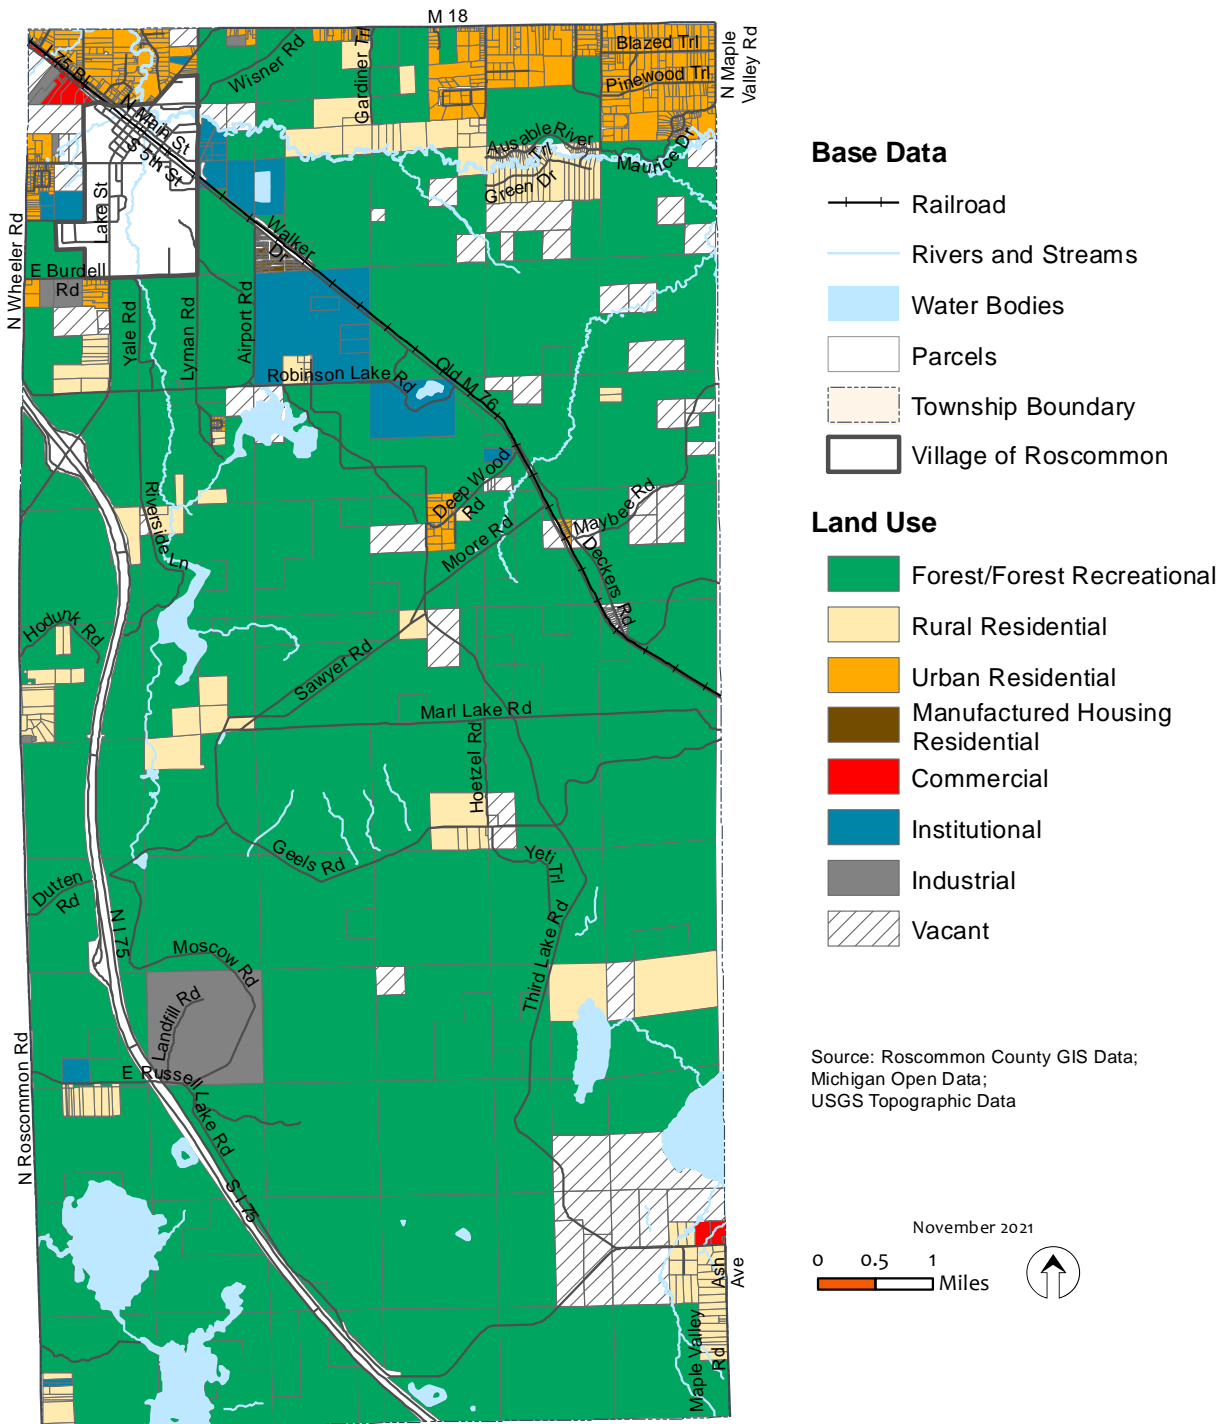 M 18
N Maple
Valley Rd
Blazed Trl
Pinewood Trl
Wisner Rd
Gardiner Trl
I 75 BL
N Main St
S 5th St
Ausable River
Trl
Maurice Dr
Green Dr
Lake St
N Wheeler Rd
Walker
Dr
E Burdell
Rd
Yale Rd
Lyman Rd
Airport Rd
Robinson Lake Rd
Old M 76
Deep Wood
Rd
Maybee Rd
Moore Rd
Deckers Rd
Riverside Ln
Hodunk Rd
Sawyer Rd
Marl Lake Rd
Hoetzel Rd
Geels Rd
Yeti Trl
Dutten
Rd
N I 75
Moscow Rd
Third Lake Rd
Landfill Rd
N Roscommon Rd
E Russell
Lake Rd
S I 75
Ash
Ave
Maple Valley
Rd
Base Data
Railroad
Rivers and Streams
Water Bodies
Parcels
Township Boundary
Village of Roscommon
Land Use
Forest/Forest Recreational
Rural Residential
Urban Residential
Manufactured Housing
Residential
Commercial
Institutional
Industrial
Vacant
Source: Roscommon County GIS Data;
Michigan Open Data;
USGS Topographic Data
November 2021
0 0.5 1
Miles